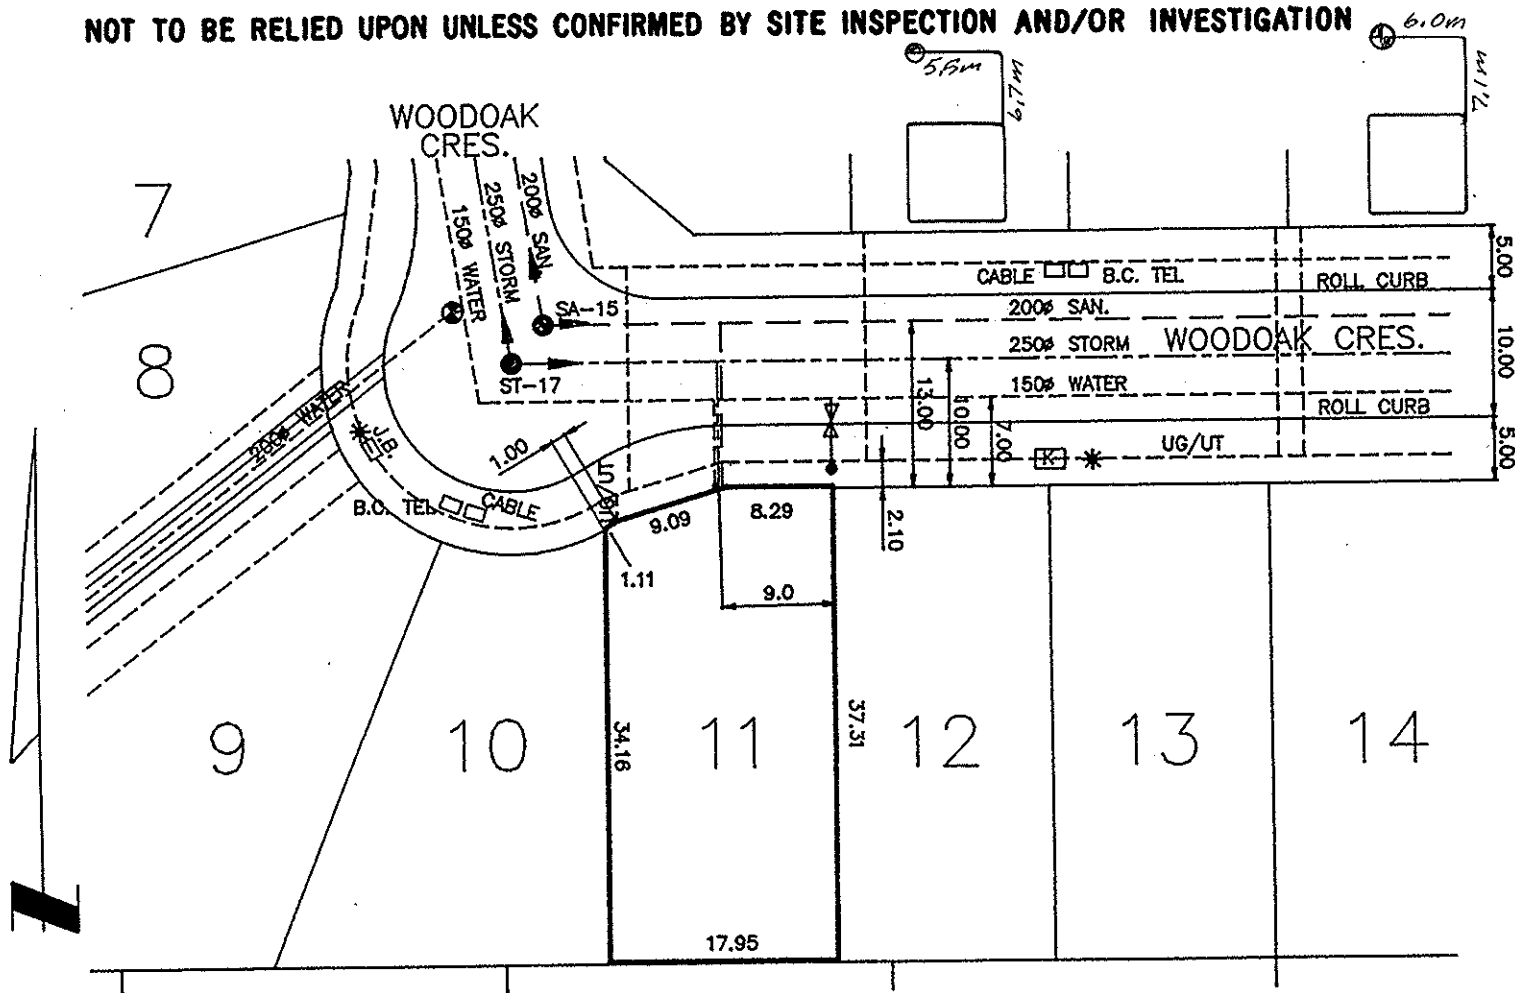 NOT TO BE RELIED UPON UNLESS CONFIRMED BY SITE INSPECTION AND/OR INVESTIGATION
6.0m
7.1m
6.7m
WOODOAK
CRES.
7
200ø SAN.
250ø STORM
150ø WATER
5.00
CABLE
B.C. TEL
ROLL CURB
SA-15
200ø SAN.
250ø STORM
WOODOAK CRES.
10.00
ST-17
8
150ø WATER
13.00
10.00
7.00
ROLL CURB
200ø WATER
J.B.
1.00
5
UG/UT
K
5.00
B.C. TEL
CABLE
9.09
8.29
2.10
1.11
9.0
9
10
34.16
11
37.31
12
13
14
17.95